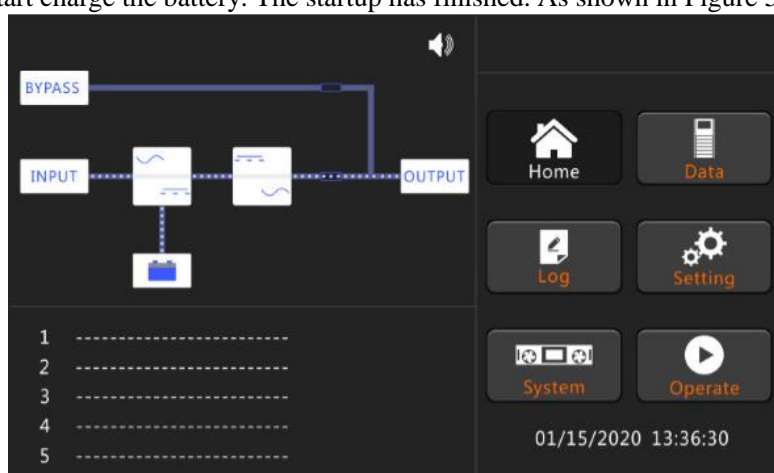 tart charge the battery. The startup has finished. As shown in Figure 5
BYPASS
INPUT
OUTPUT
Home
Data
Log
Setting
System
Operate
1 -------------------------
2 -------------------------
3 -------------------------
4 -------------------------
5 -------------------------
01/15/2020 13:36:30